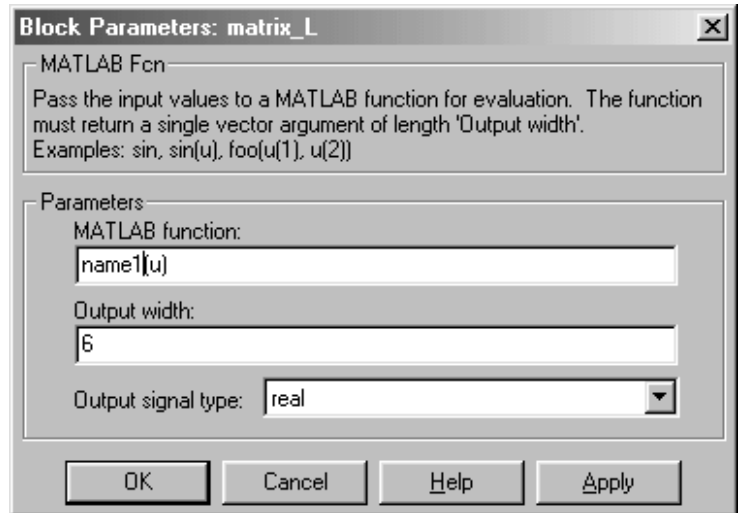 Block Parameters: matrix_L
MATLAB Fcn
Pass the input values to a MATLAB function for evaluation. The function
must return a single vector argument of length 'Output width'.
Examples: sin, sin(u), foo(u(1), u(2))
Parameters
MATLAB function:
name1(u)
Output width:
6
Output signal type: real
OK Cancel Help Apply